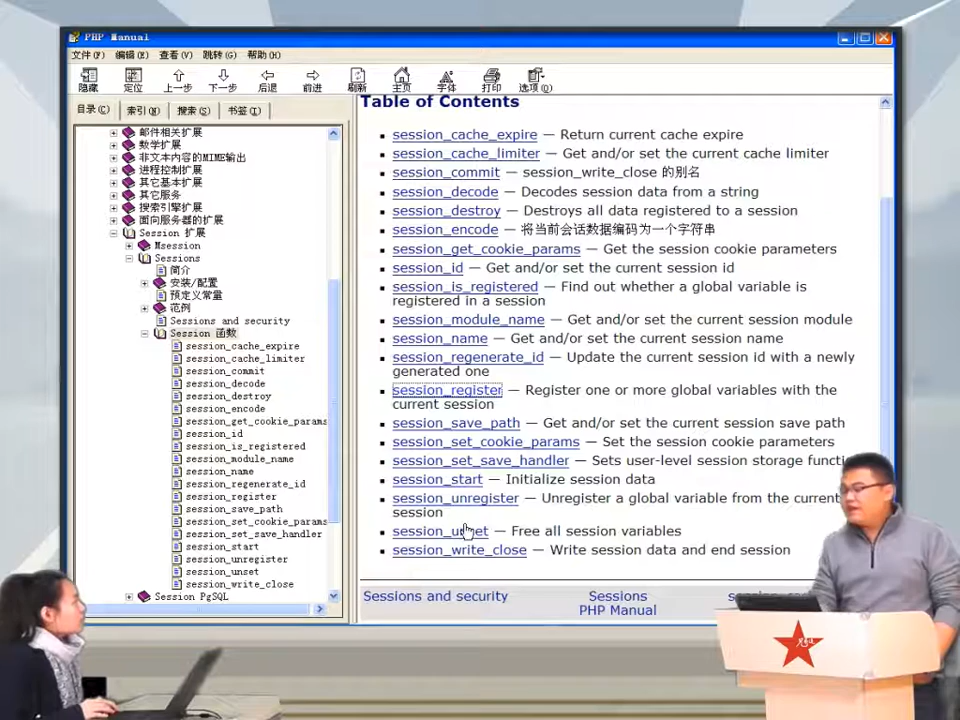 PHP Manual
文件(F) 编辑(E) 查看(V) 跳转(G) 帮助(H)
隐藏 定位 上一步 下一步 后退 前进 刷新 主页 字体 打印 选项(O)
目录(C) 索引(N) 搜索(S) 书签(I)
邮件相关扩展
数学扩展
非文本内容的MIME输出
进程控制扩展
其它基本扩展
其它服务
搜索引擎扩展
面向服务器的扩展
Session 扩展
Msession
Sessions
简介
安装/配置
预定义常量
范例
Sessions and security
Session 函数
session_cache_expire
session_cache_limiter
session_commit
session_decode
session_destroy
session_encode
session_get_cookie_params
session_id
session_is_registered
session_module_name
session_name
session_regenerate_id
session_register
session_save_path
session_set_cookie_params
session_set_save_handler
session_start
session_unregister
session_unset
session_write_close
Session PgSQL
Table of Contents
session_cache_expire — Return current cache expire
session_cache_limiter — Get and/or set the current cache limiter
session_commit — session_write_close 的别名
session_decode — Decodes session data from a string
session_destroy — Destroys all data registered to a session
session_encode — 将当前会话数据编码为一个字符串
session_get_cookie_params — Get the session cookie parameters
session_id — Get and/or set the current session id
session_is_registered — Find out whether a global variable is
registered in a session
session_module_name — Get and/or set the current session module
session_name — Get and/or set the current session name
session_regenerate_id — Update the current session id with a newly
generated one
session_register — Register one or more global variables with the
current session
session_save_path — Get and/or set the current session save path
session_set_cookie_params — Set the session cookie parameters
session_set_save_handler — Sets user-level session storage functi
session_start — Initialize session data
session_unregister — Unregister a global variable from the current
session
session_unset — Free all session variables
session_write_close — Write session data and end session
Sessions and security Sessions
PHP Manual